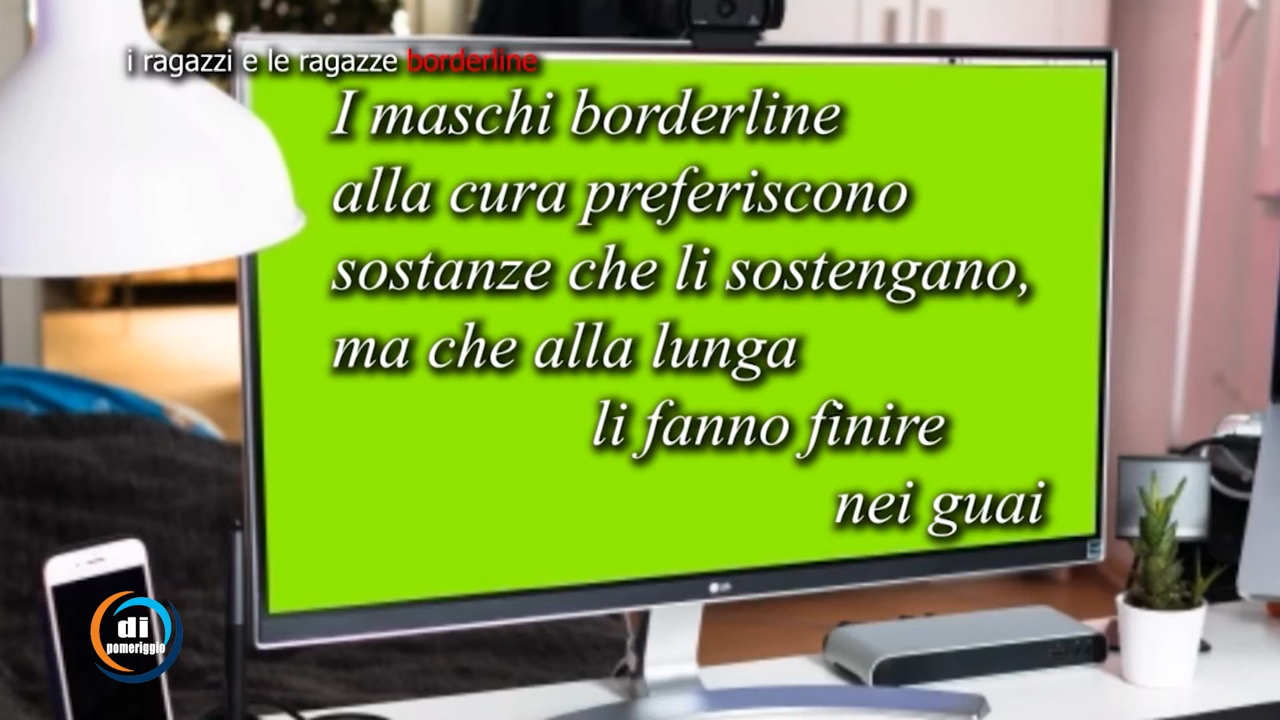 i ragazzi e le ragazze borderline
I maschi borderline
alla cura preferiscono
sostanze che li sostengano,
ma che alla lunga
li fanno finire
nei guai
LG
di
pomeriggio